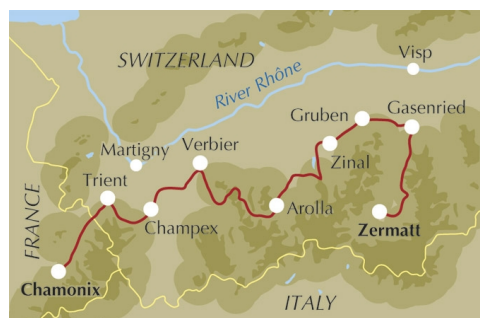 SWITZERLAND
Visp
River Rhône
Gruben
Gasenried
Martigny
Verbier
Zinal
Trient
Arolla
Champex
Zermatt
FRANCE
Chamonix
ITALY